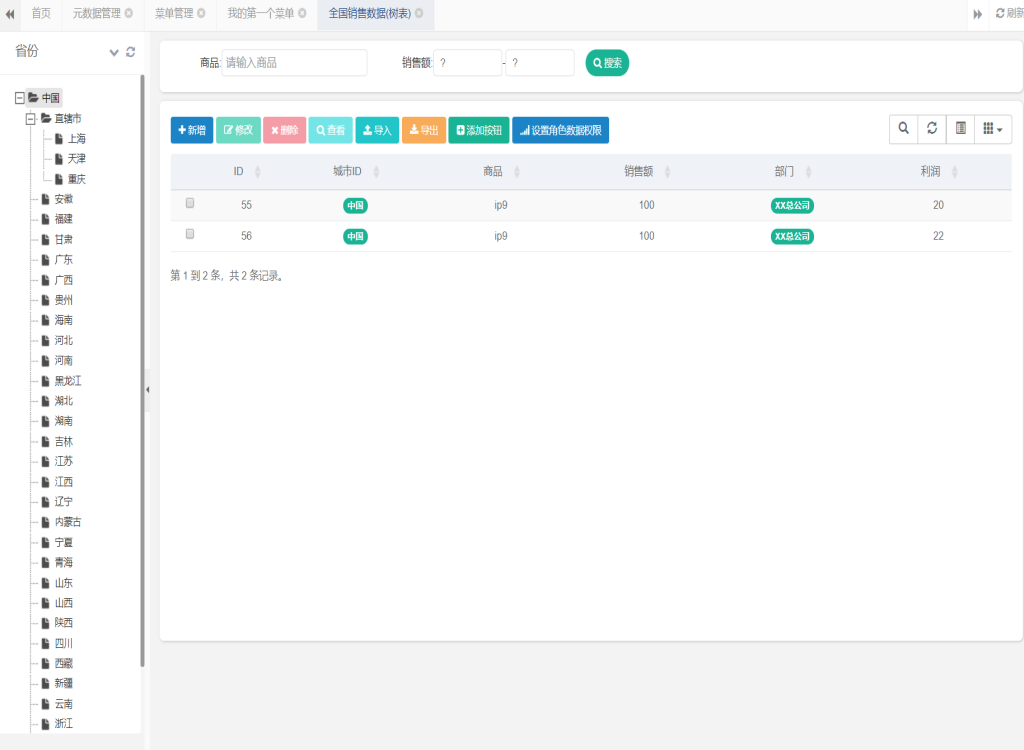 首页 元数据管理 菜单管理 我的第一个菜单 全国销售数据(树表) 刷新
省份
中国
直辖市
上海
天津
重庆
安徽
福建
甘肃
广东
广西
贵州
海南
河北
河南
黑龙江
湖北
湖南
吉林
江苏
江西
辽宁
内蒙古
宁夏
青海
山东
山西
陕西
四川
西藏
新疆
云南
浙江
商品: 请输入商品 销售额: ? - ? 搜索
新增 修改 删除 查看 导入 导出 添加按钮 设置角色数据权限
ID 城市ID 商品 销售额 部门 利润
55 中国 ip9 100 XX总公司 20
56 中国 ip9 100 XX总公司 22
第 1 到 2 条，共 2 条记录。